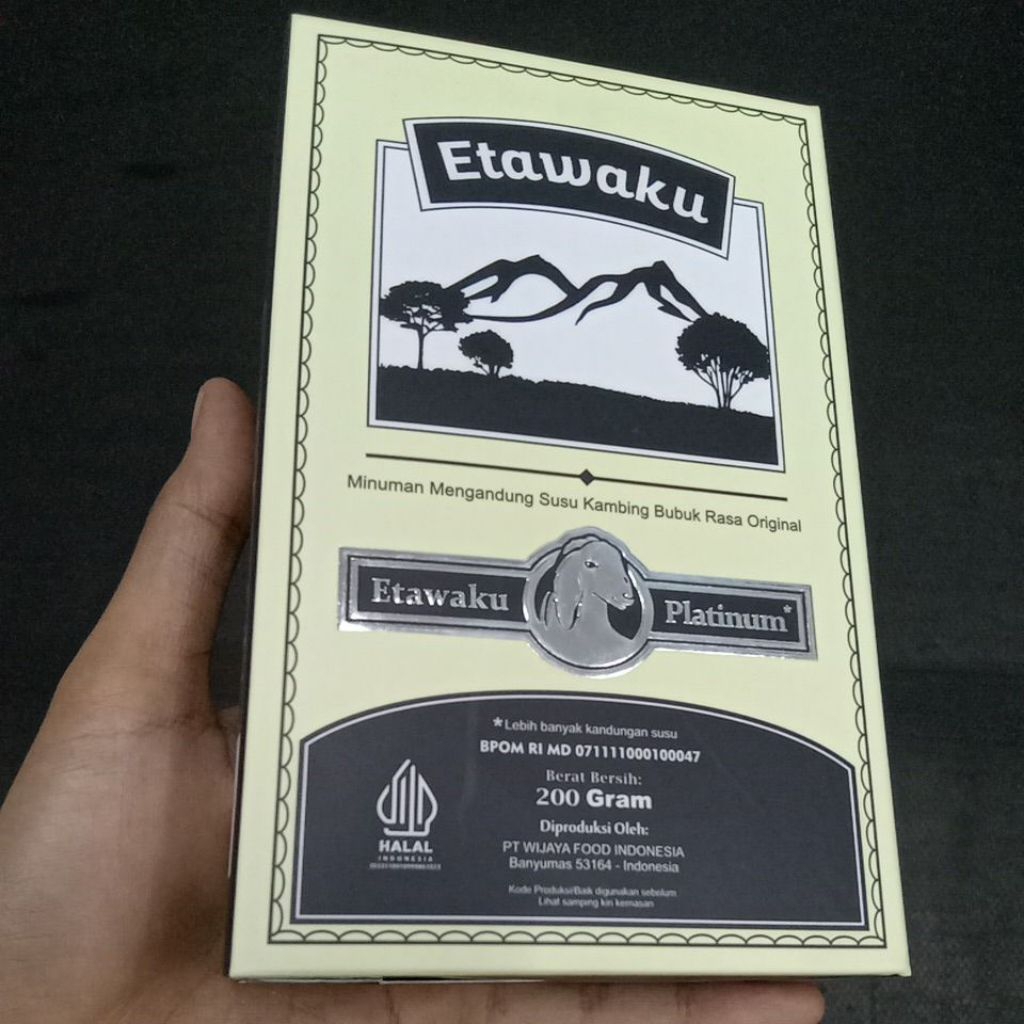 Etawaku
Minuman Mengandung Susu Kambing Bubuk Rasa Original
Etawaku Platinum*
*Lebih banyak kandungan susu
BPOM RI MD 071111000100047
Berat Bersih:
200 Gram
Diproduksi Oleh:
PT WIJAYA FOOD INDONESIA
Banyumas 53164 - Indonesia
HALAL
INDONESIA
Kode Produksi/Baik digunakan sebelum
Lihat samping kiri kemasan